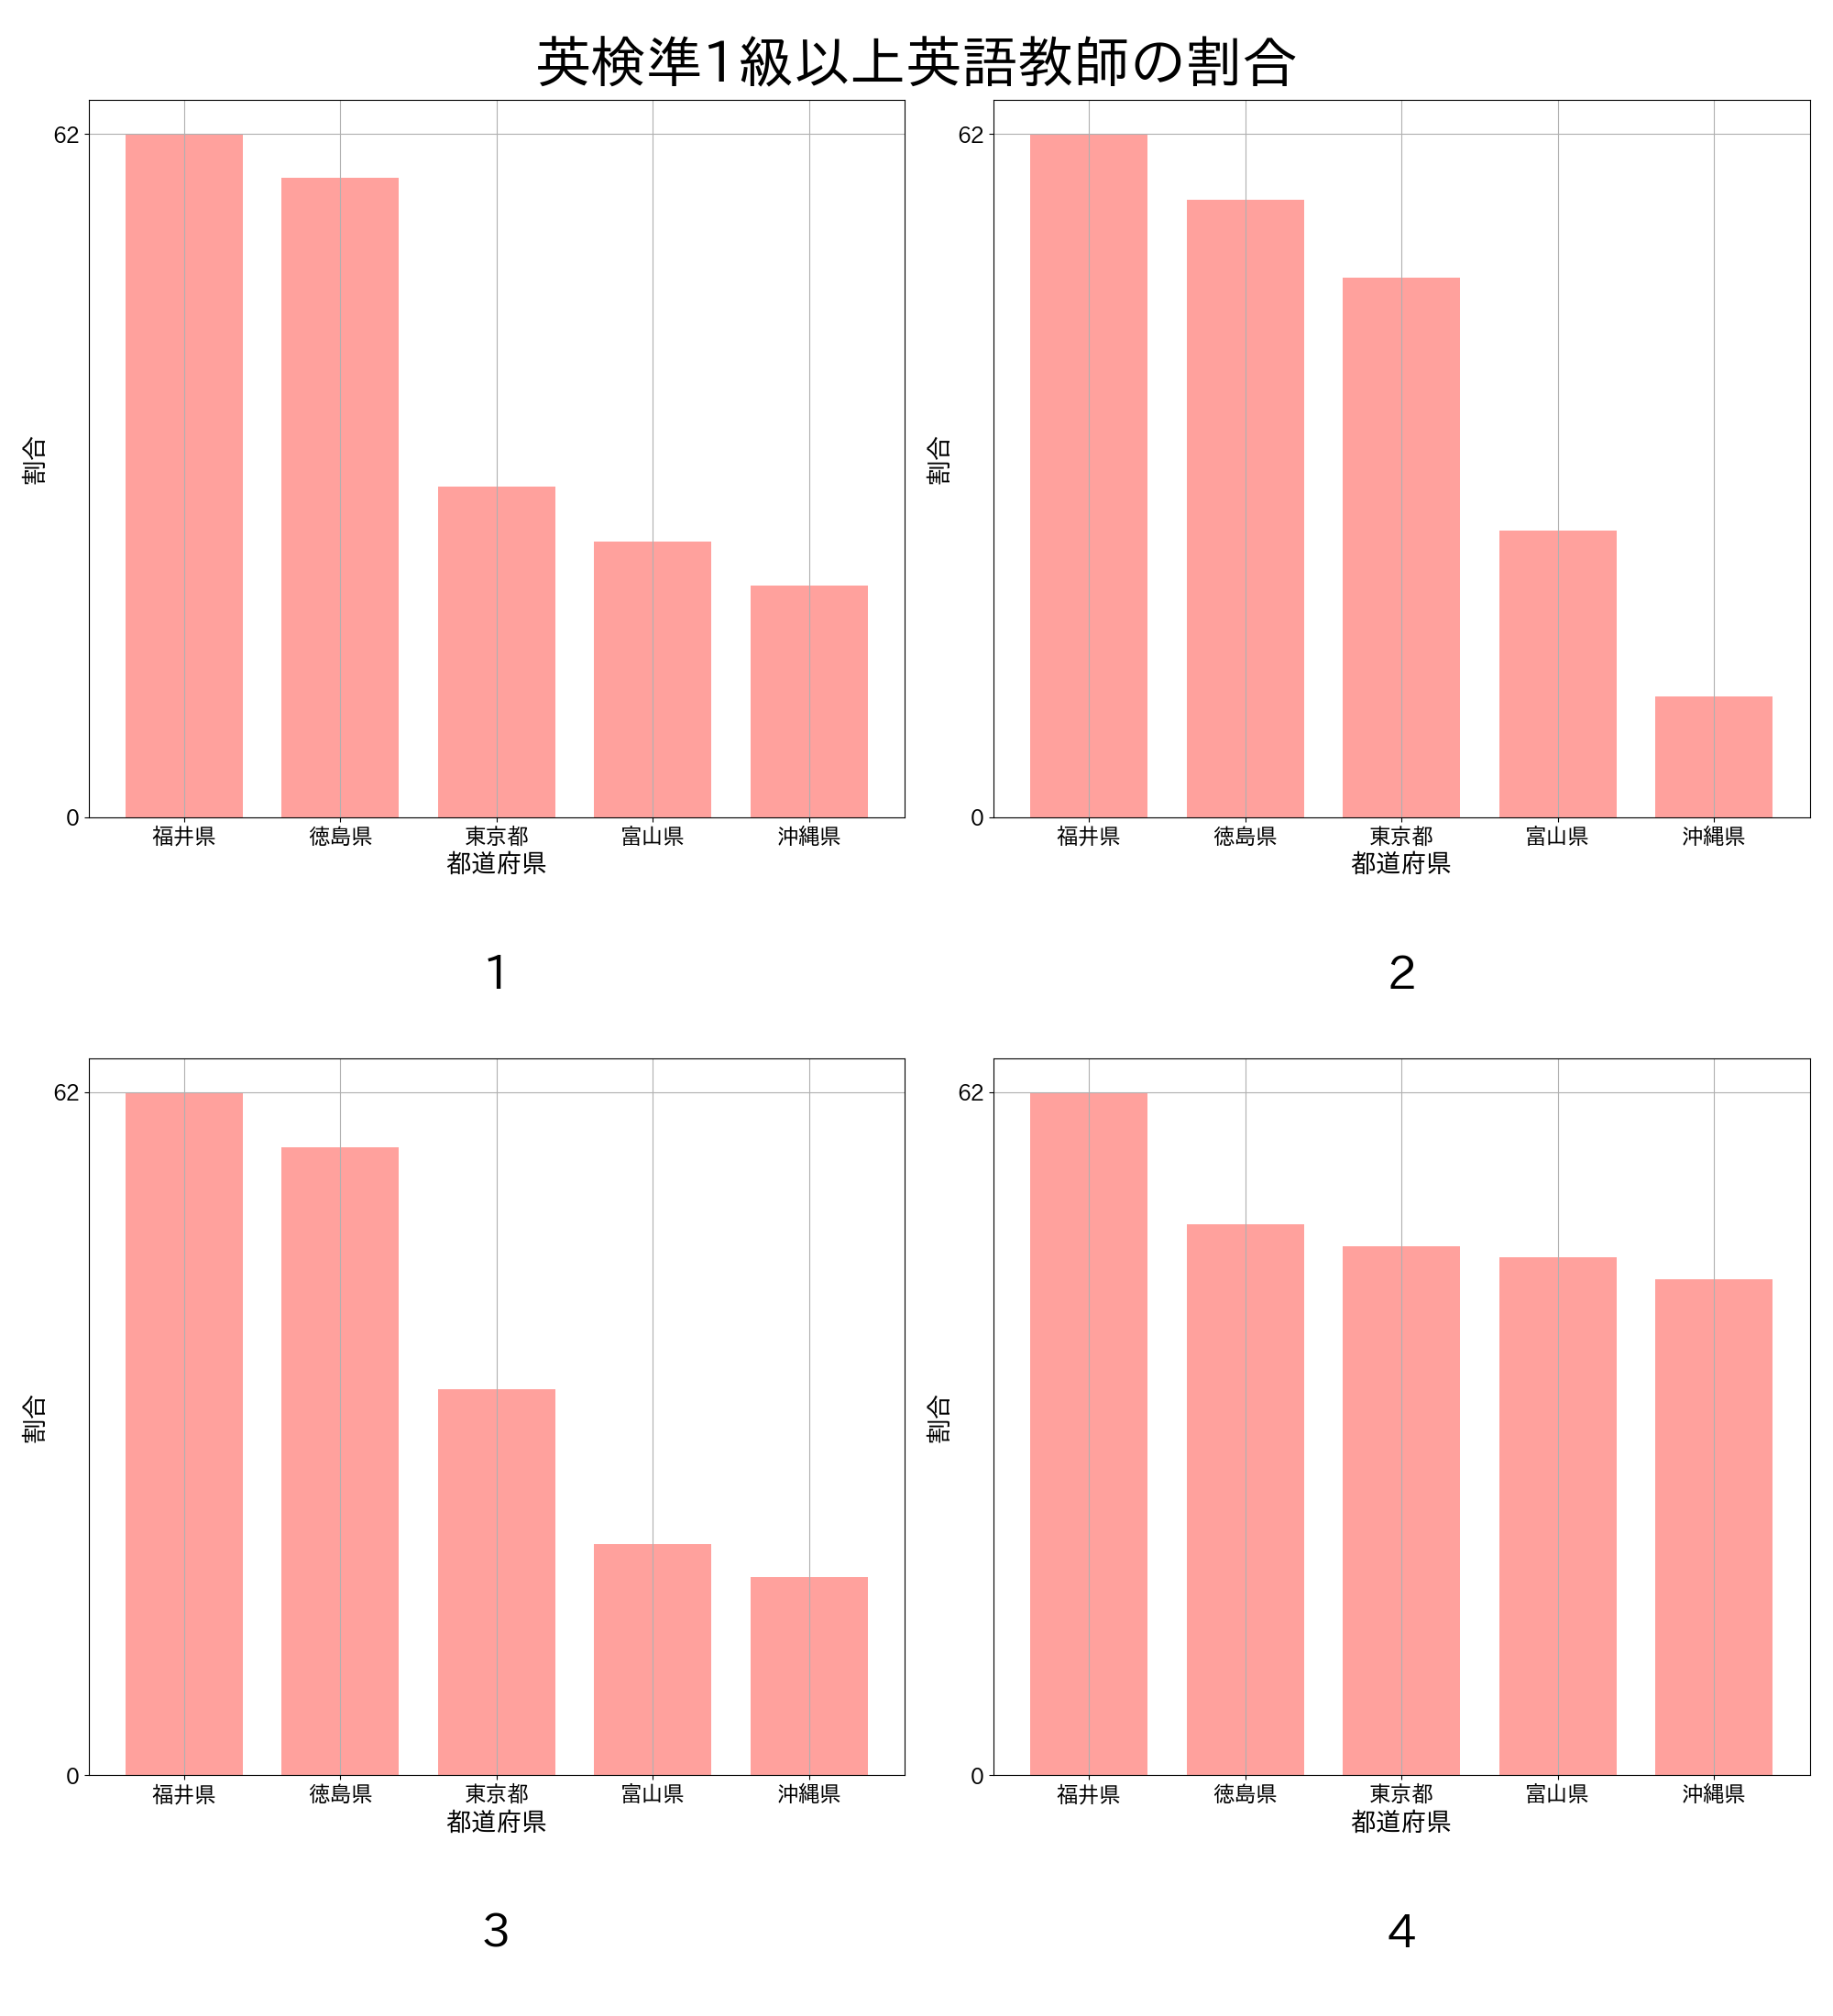 英検準1級以上英語教師の割合
62
0
割合
福井県 徳島県 東京都 富山県 沖縄県
都道府県
1
62
0
割合
福井県 徳島県 東京都 富山県 沖縄県
都道府県
2
62
0
割合
福井県 徳島県 東京都 富山県 沖縄県
都道府県
3
62
0
割合
福井県 徳島県 東京都 富山県 沖縄県
都道府県
4